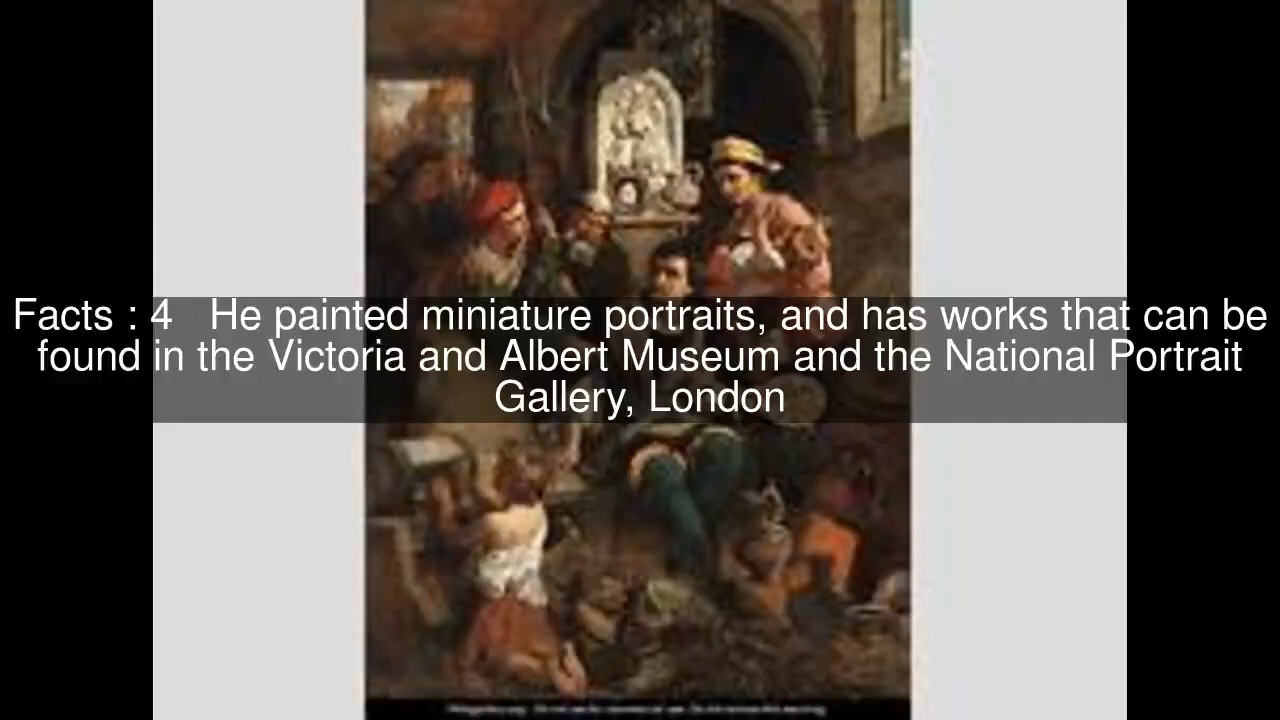 Facts : 4   He painted miniature portraits, and has works that can be
found in the Victoria and Albert Museum and the National Portrait
Gallery, London